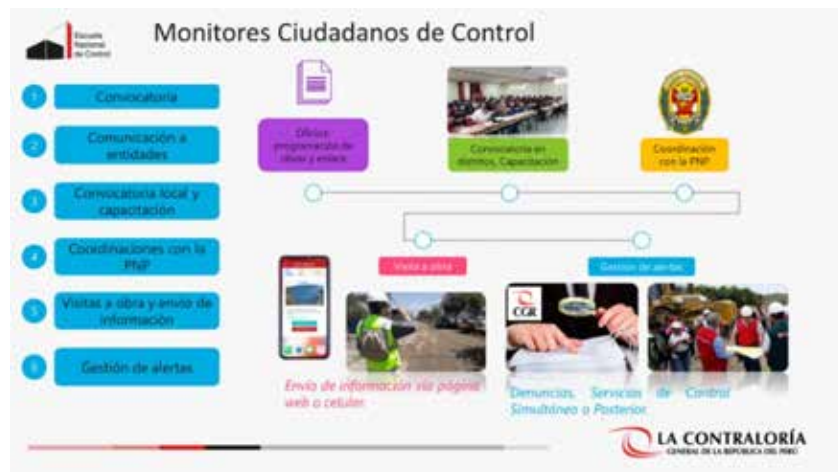 Escuela
Nacional
de Control
Monitores Ciudadanos de Control
1
Convocatoria
2
Comunicación a
entidades
3
Convocatoria local y
capacitación
4
Coordinaciones con la
PNP
5
Visitas a obra y envío de
información
6
Gestión de alertas
Oficios
programación de
obras y enlace
Convocatoria en
distritos, Capacitación
Coordinación
con la PNP
Visita a obra
Gestión de alertas
CGR
Envío de información vía página
web o celular.
Denuncias, Servicios de Control
Simultáneo o Posterior
LA CONTRALORÍA
GENERAL DE LA REPÚBLICA DEL PERÚ